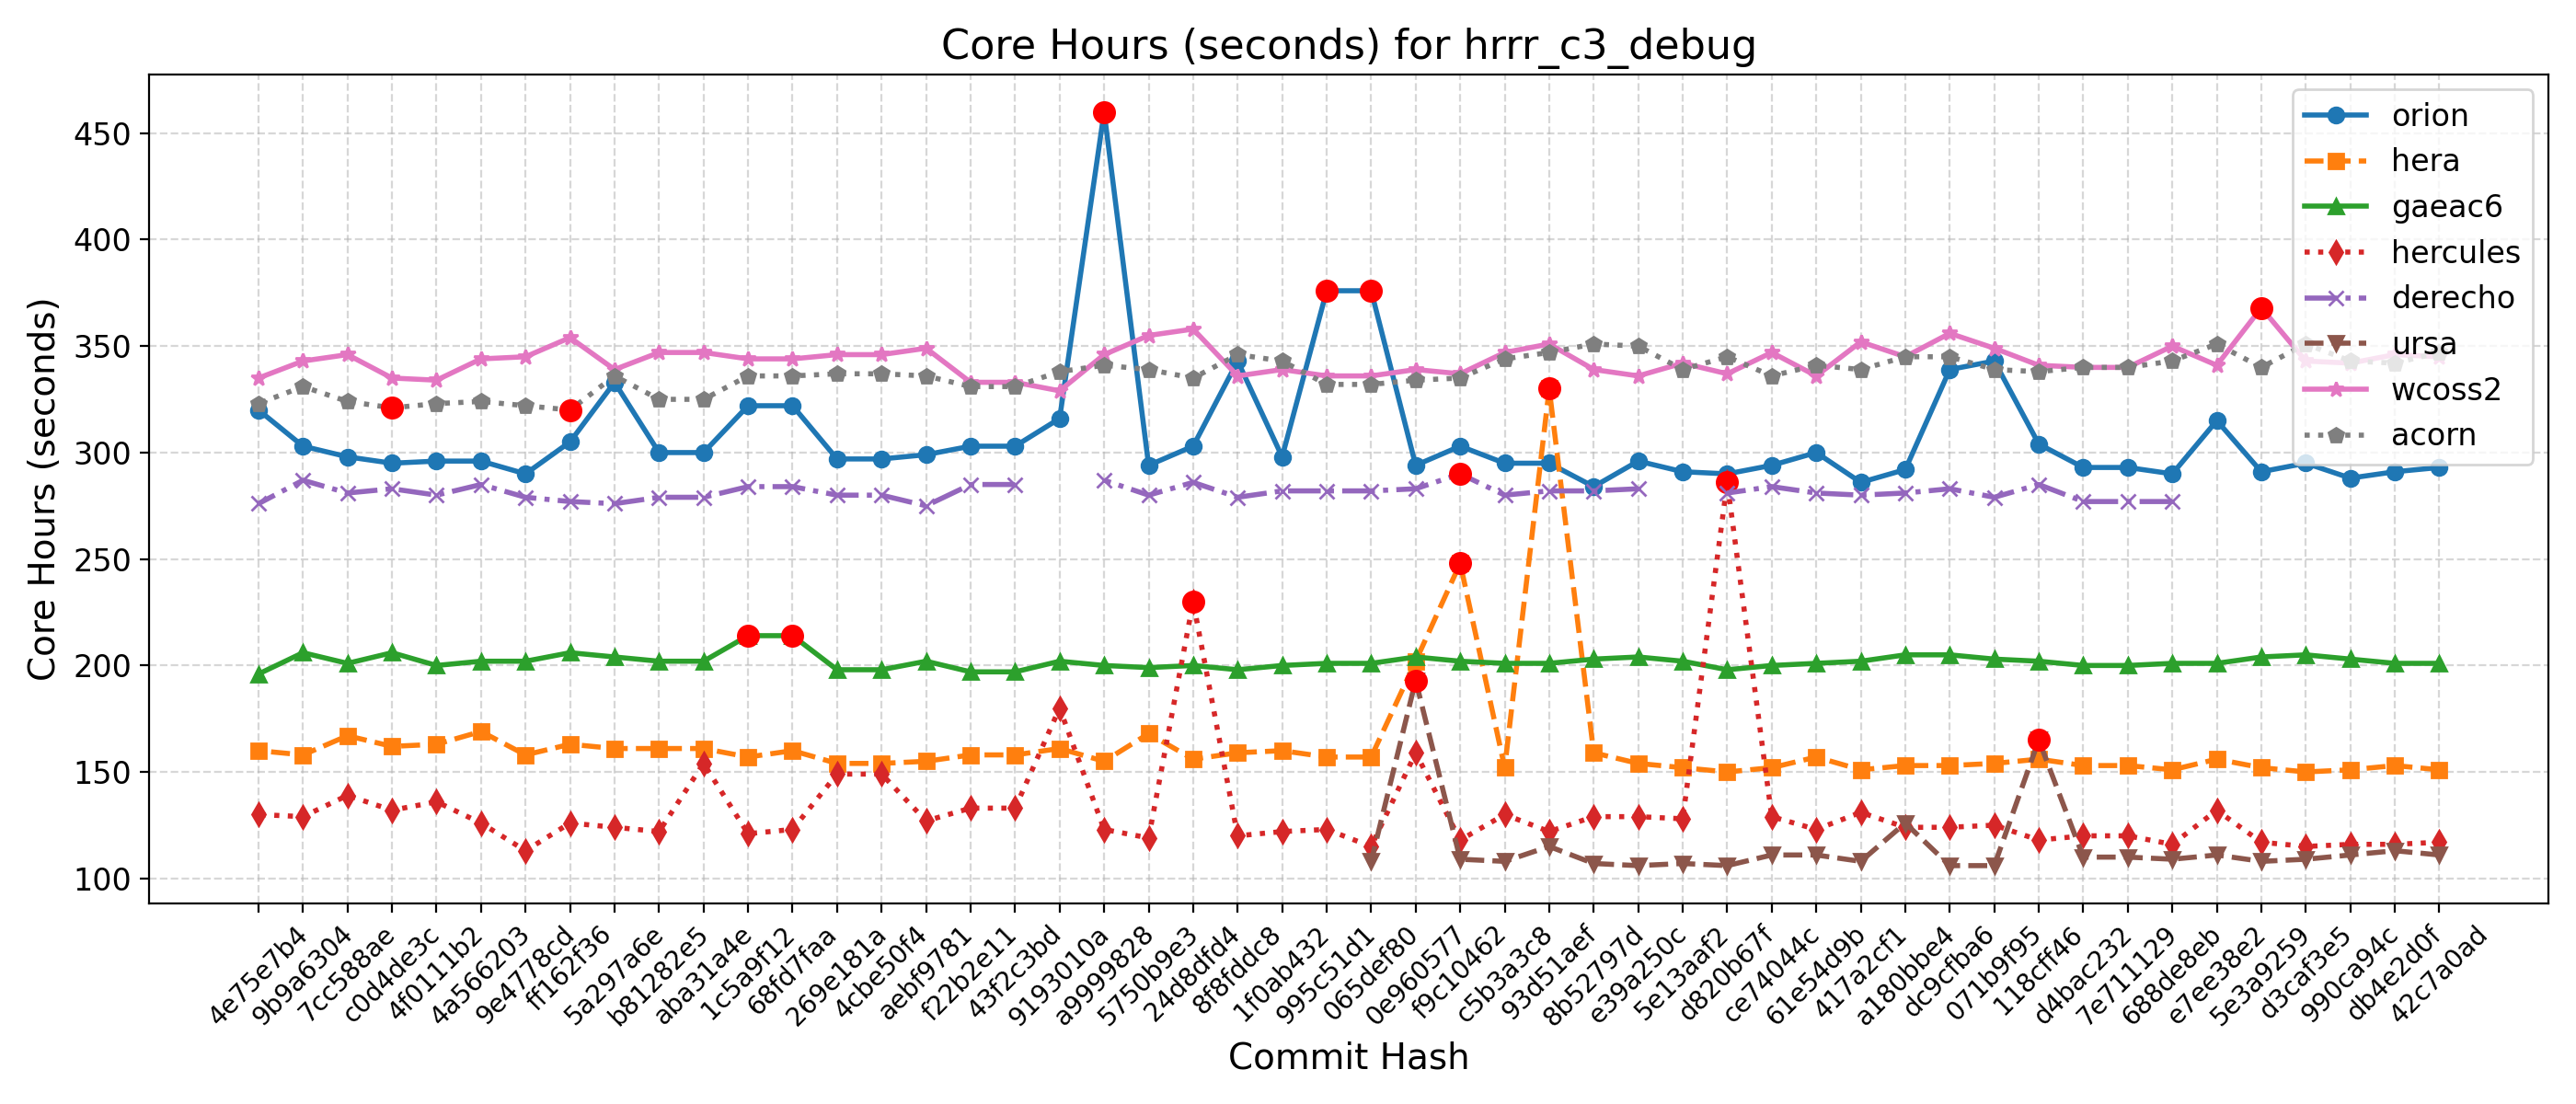 Core Hours (seconds) for hrrr_c3_debug
Core Hours (seconds)
450
400
350
300
250
200
150
100
orion
hera
gaeac6
hercules
derecho
ursa
wcoss2
acorn
4e75e7b4
9b9a6304
7cc588ae
c0d4de3c
4f0111b2
4a566203
9e4778cd
ff162f36
5a297a6e
b81282e5
aba31a4e
1c5a9f12
68fd7faa
269e181a
4cbe50f4
aebf9781
f22b2e11
43f2c3bd
9193010a
a9999828
5750b9e3
24d8dfd4
8f8fddc8
1f0ab432
995c51d1
065def80
0e960577
f9c10462
c5b3a3c8
93d51aef
8b52797d
e39a250c
5e13aaf2
d820b67f
ce74044c
61e54d9b
417a2cf1
a180bbe4
dc9cfba6
071b9f95
118cff46
d4bac232
7e711129
688de8eb
e7ee38e2
5e3a9259
d3caf3e5
990ca94c
db4e2d0f
42c7a0ad
Commit Hash